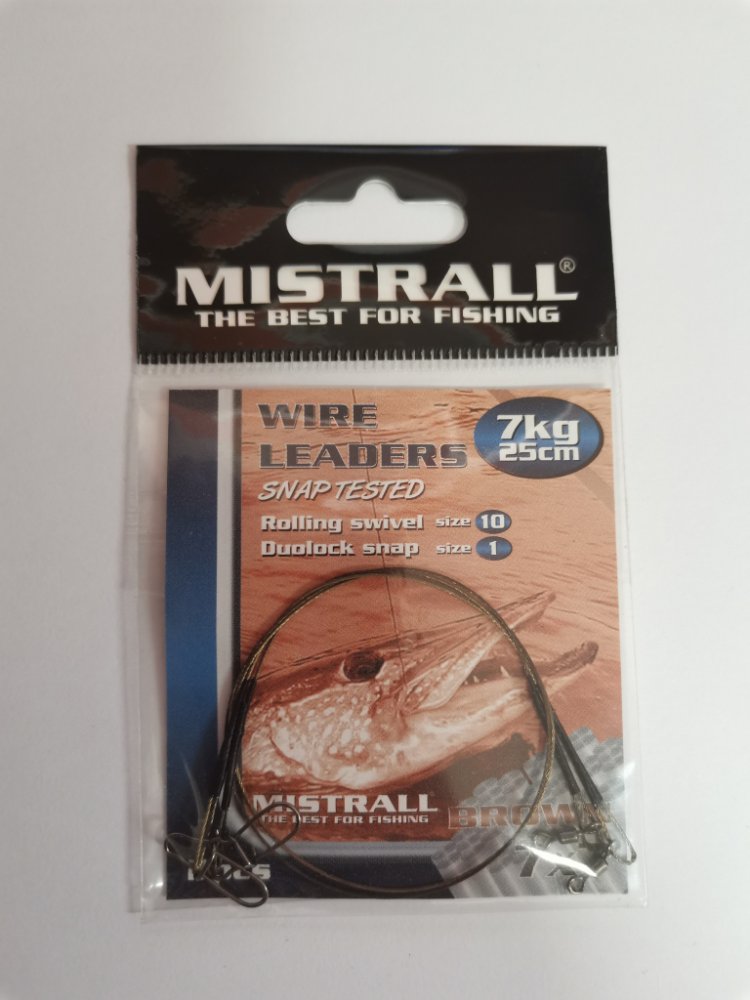 MISTRALL®
THE BEST FOR FISHING
WIRE
LEADERS
SNAP TESTED
7kg
25cm
Rolling swivel size 10
Duolock snap size 1
MISTRALL®
THE BEST FOR FISHING
BROWN